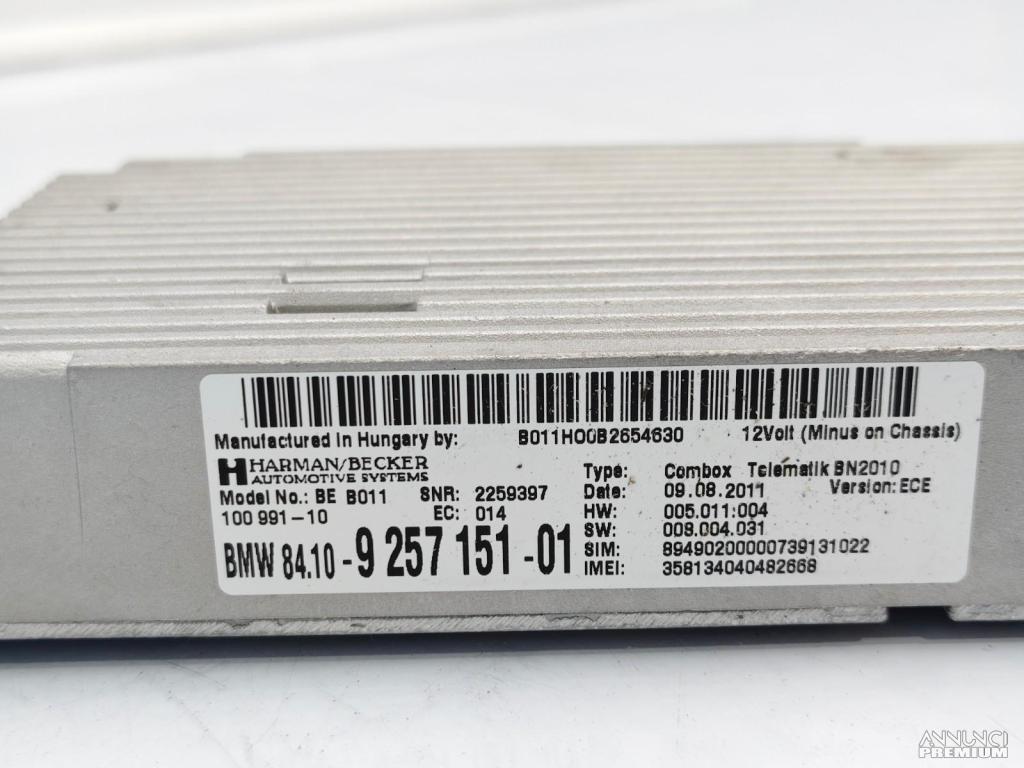 Manufactured in Hungary by: B011HO0B2654630 12Volt (Minus on Chassis)
HARMAN/BECKER
AUTOMOTIVE SYSTEMS
Model No.: BE B011 SNR: 2259397
100 991-10 EC: 014
BMW 84.10 - 9 257 151 - 01
Type: Combox Telematik BN2010
Date: 09.08.2011 Version: ECE
HW: 005.011.004
SW: 008.004.031
SIM: 89490200000739131022
IMEI: 358134040482668
ANNUNCI
PREMIUM